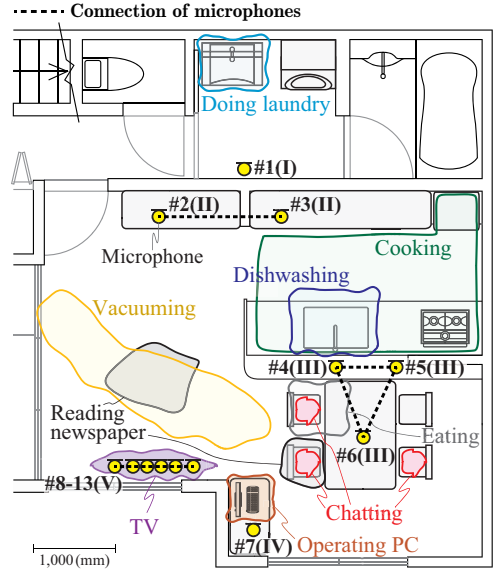 Connection of microphones
Doing laundry
#1(I)
#2(II)
#3(II)
Microphone
Cooking
Dishwashing
Vacuuming
#4(III)
#5(III)
Reading
newspaper
Eating
#6(III)
#8-13(V)
TV
Chatting
#7(IV)
Operating PC
1,000(mm)